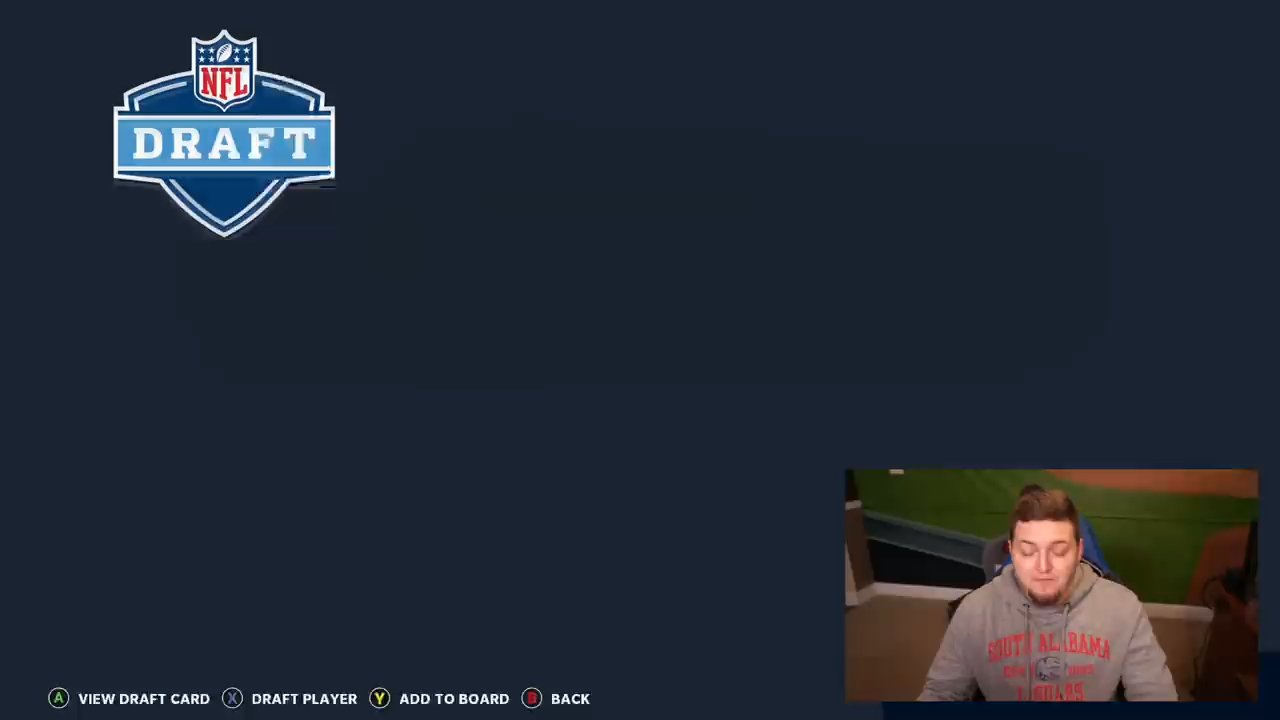 NFL
DRAFT
SOUTH ALABAMA
JAGUARS
A VIEW DRAFT CARD X DRAFT PLAYER Y ADD TO BOARD B BACK